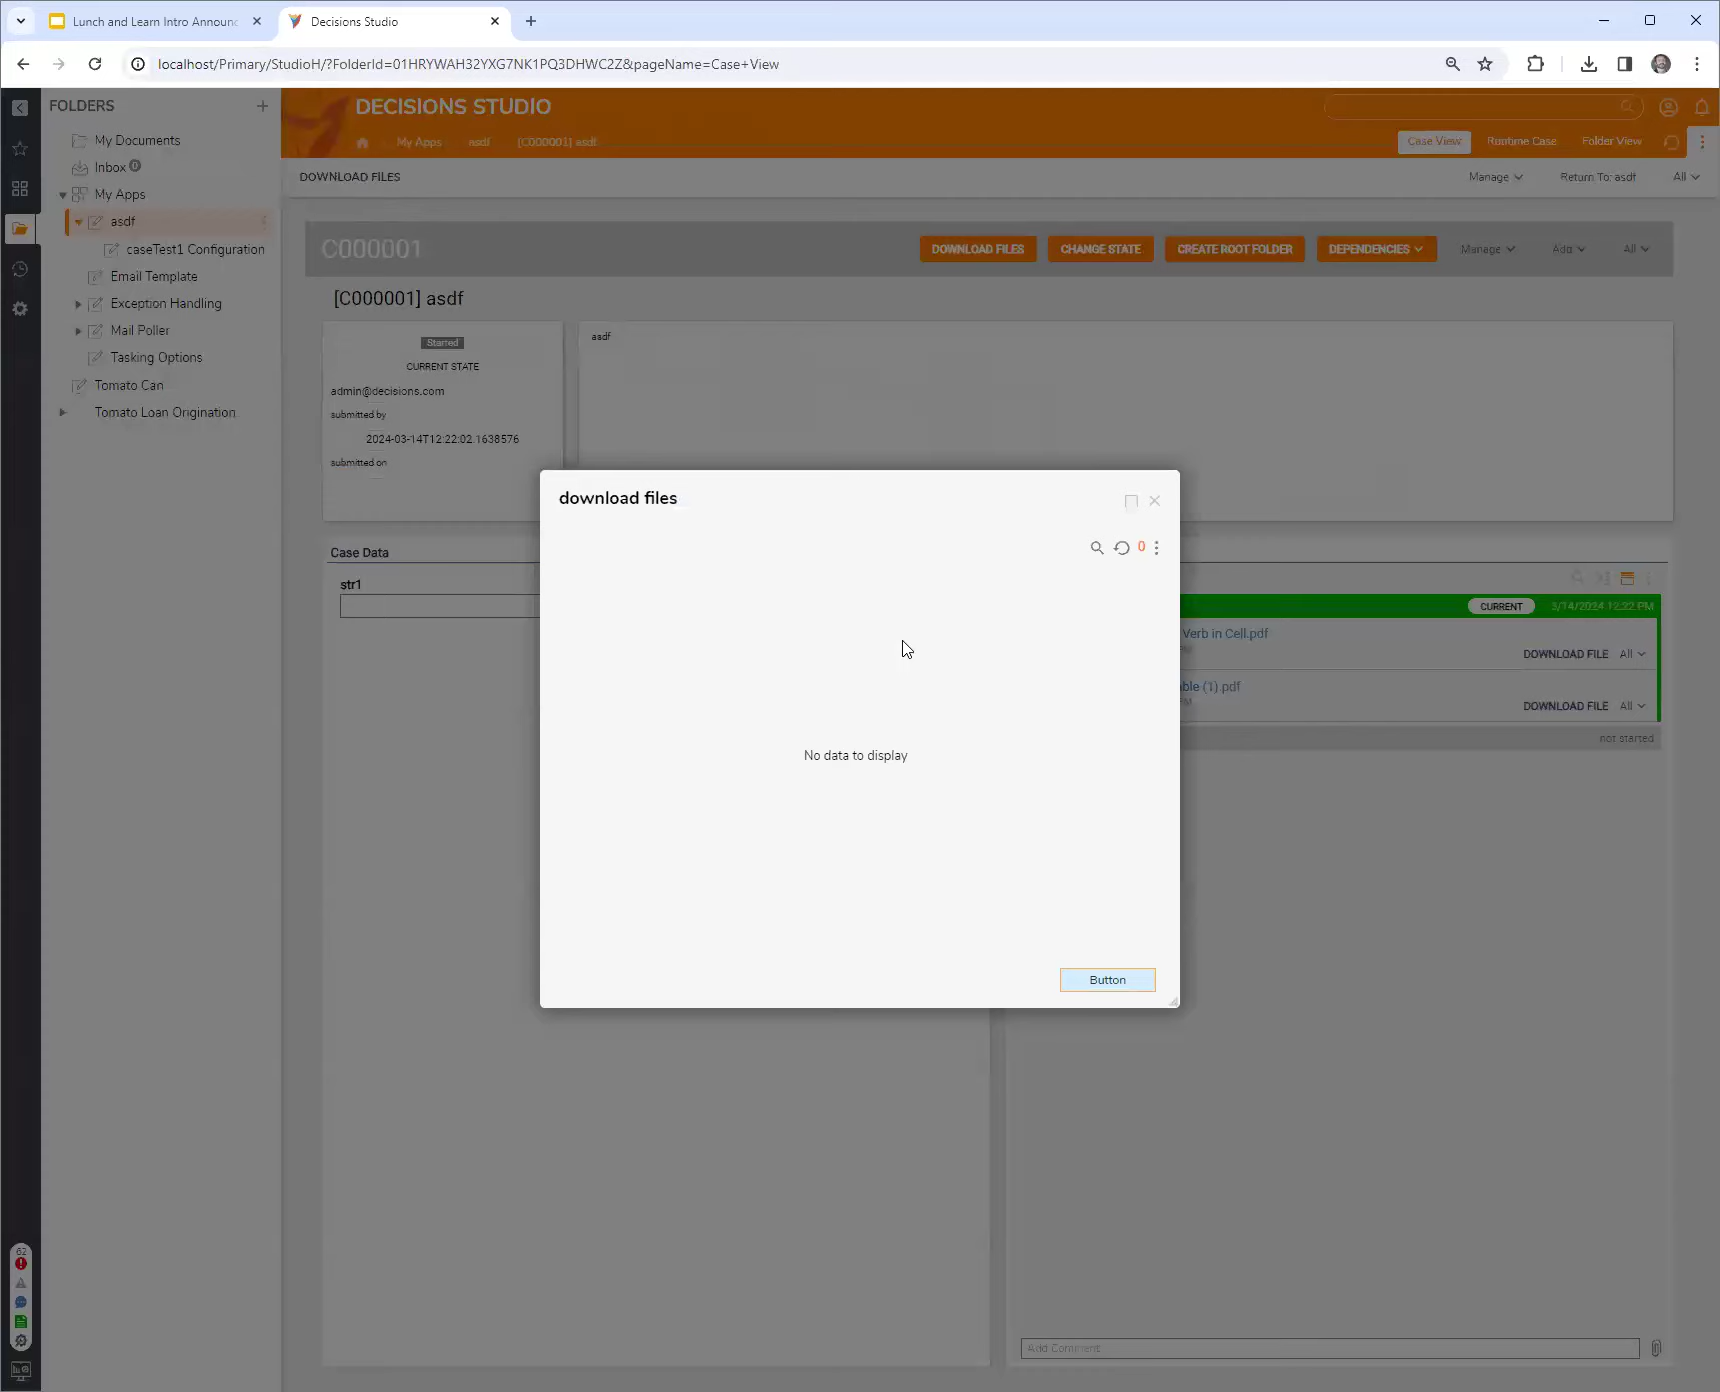 Lunch and Learn Intro Announc
Decisions Studio
localhost/Primary/StudioH/?FolderId=01HRYWAH32YXG7NK1PQ3DHWC2Z&pageName=Case+View
FOLDERS
My Documents
Inbox 0
My Apps
asdf
caseTest1 Configuration
Email Template
Exception Handling
Mail Poller
Tasking Options
Tomato Can
Tomato Loan Origination
62
DECISIONS STUDIO
My Apps asdf [C000001] asdf
Case View Runtime Case Folder View
DOWNLOAD FILES
Manage Return To: asdf All
C000001
DOWNLOAD FILES CHANGE STATE CREATE ROOT FOLDER DEPENDENCIES Manage Add All
[C000001] asdf
Started
CURRENT STATE
admin@decisions.com
submitted by
2024-03-14T12:22:02.1638576
submitted on
asdf
Case Data
str1
download files
0
No data to display
Button
CURRENT 3/14/2024 12:22 PM
Verb in Cell.pdf
DOWNLOAD FILE All
ble (1).pdf
DOWNLOAD FILE All
not started
Add Comment